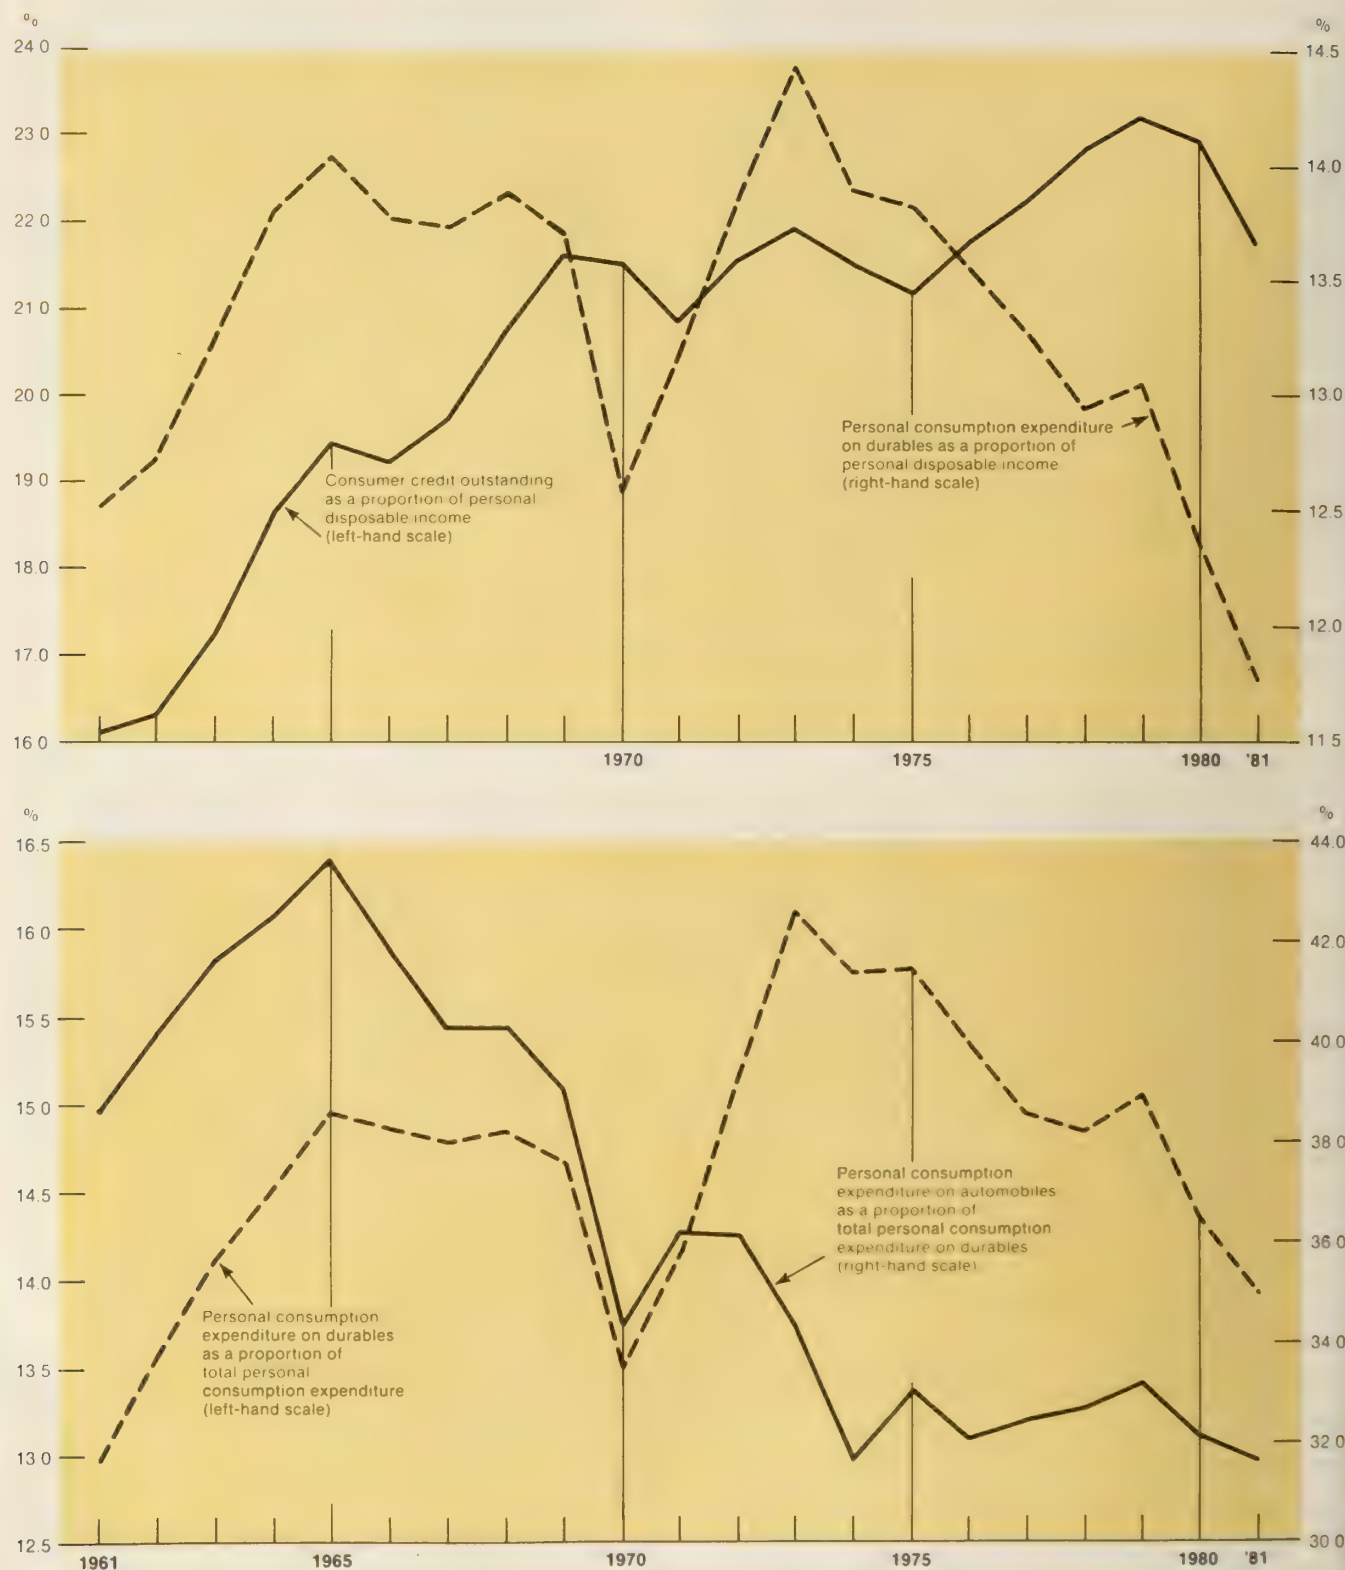 %
%
24 0
14.5
23 0
14.0
22 0
13.5
21 0
20 0
13.0
19 0
12.5
18.0
12.0
17.0
16 0
11 5
Consumer credit outstanding
as a proportion of personal
disposable income
(left-hand scale)
Personal consumption expenditure
on durables as a proportion of
personal disposable income
(right-hand scale)
1970
1975
1980
'81
%
%
16.5
44 0
16 0
42 0
15.5
40 0
15 0
38 0
14.5
36 0
14 0
34 0
13 5
13 0
32 0
12.5
30 0
Personal consumption
expenditure on automobiles
as a proportion of
total personal consumption
expenditure on durables
(right-hand scale)
Personal consumption
expenditure on durables
as a proportion of
total personal
consumption expenditure
(left-hand scale)
1961
1965
1970
1975
1980
'81